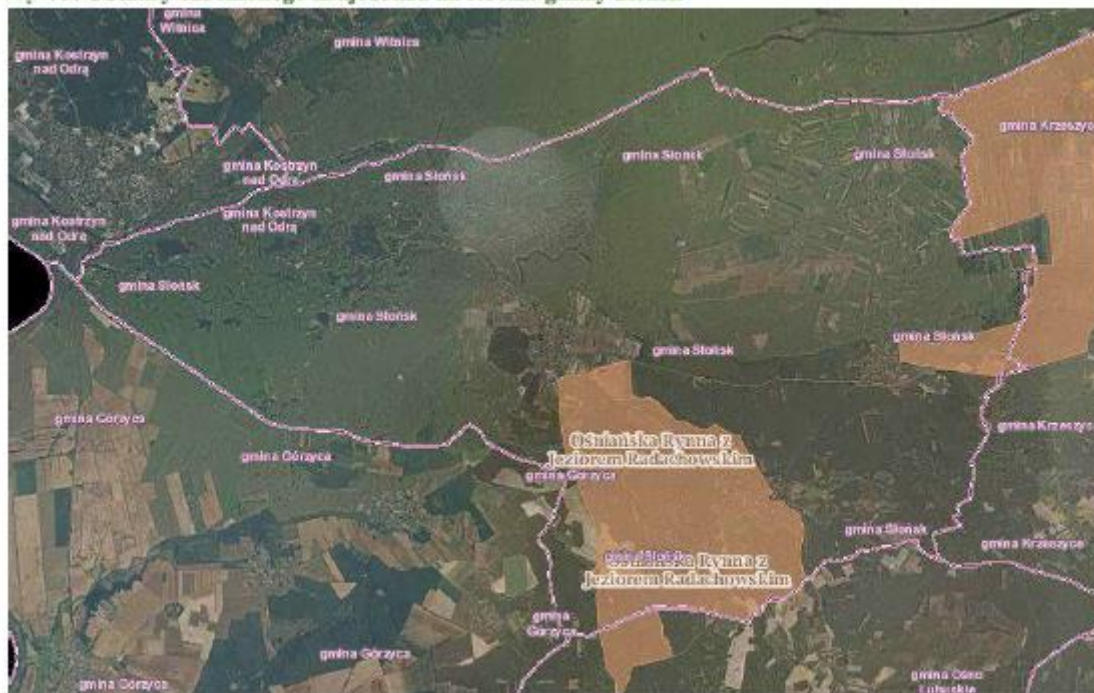 gmina
Witnica
gmina Witnica
gmina Kostrzyn
nad Odrą
gmina Krzeszyce
gmina Słońsk
gmina Słońsk
gmina Kostrzyn
nad Odrą
gmina Słońsk
gmina Kostrzyn
nad Odrą
gmina Kostrzyn
nad Odrą
gmina Słońsk
gmina Słońsk
gmina Słońsk
gmina Słońsk
gmina Górzyca
gmina Krzeszyce
Ośniańska Rynna z
Jeziorem Radachowskim
gmina Górzyca
gmina Górzyca
gmina Słońsk
gmina Krzeszyce
gmina Słońsk
Ośniańska Rynna z
Jeziorem Radachowskim
gmina
Górzyca
gmina Górzyca
gmina Górzyca
gmina Ośno
Lubuskie